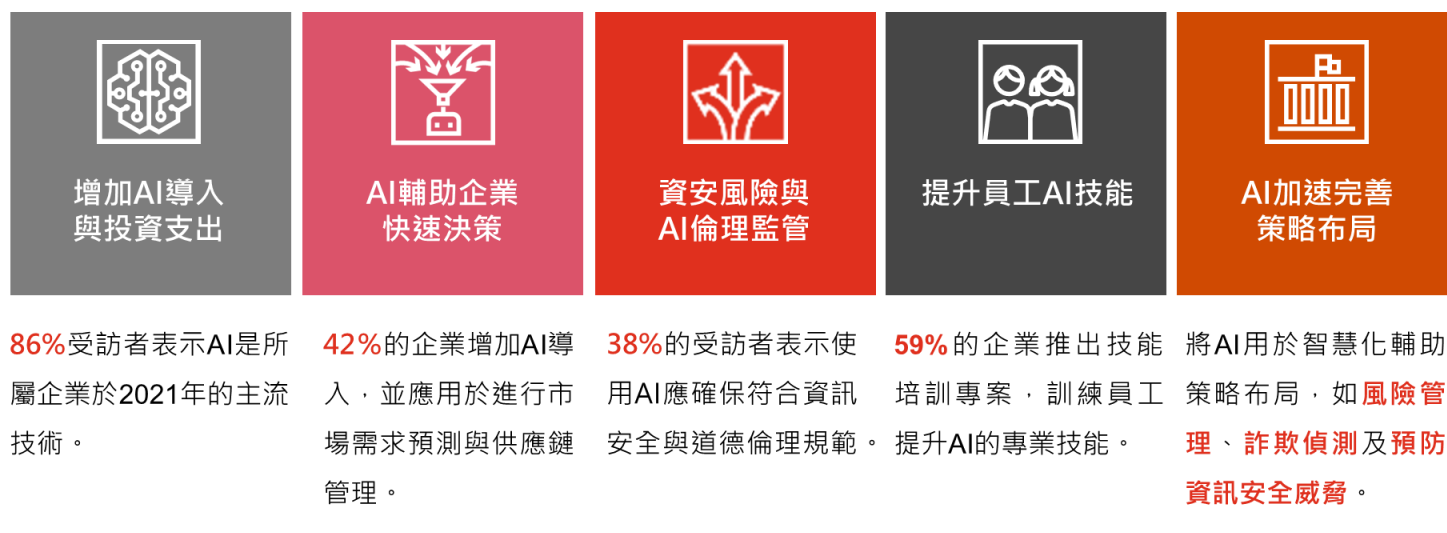 增加AI導入
與投資支出
86%受訪者表示AI是所
屬企業於2021年的主流
技術。
AI輔助企業
快速決策
42%的企業增加AI導
入，並應用於進行市
場需求預測與供應鏈
管理。
資安風險與
AI倫理監管
38%的受訪者表示使
用AI應確保符合資訊
安全與道德倫理規範。
提升員工AI技能
59%的企業推出技能
培訓專案，訓練員工
提升AI的專業技能。
AI加速完善
策略布局
將AI用於智慧化輔助
策略布局，如風險管
理、詐欺偵測及預防
資訊安全威脅。